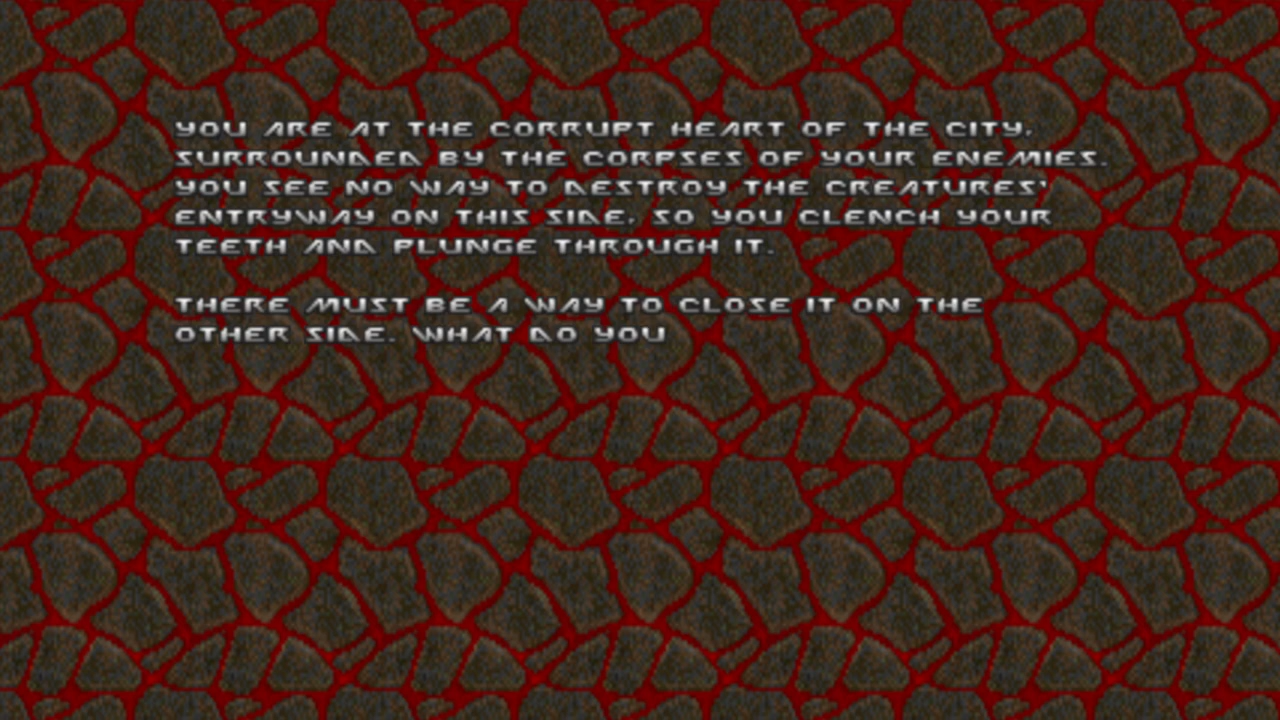 YOU ARE AT THE CORRUPT HEART OF THE CITY,
SURROUNDED BY THE CORPSES OF YOUR ENEMIES.
YOU SEE NO WAY TO DESTROY THE CREATURES'
ENTRYWAY ON THIS SIDE, SO YOU CLENCH YOUR
TEETH AND PLUNGE THROUGH IT.
THERE MUST BE A WAY TO CLOSE IT ON THE
OTHER SIDE. WHAT DO YOU